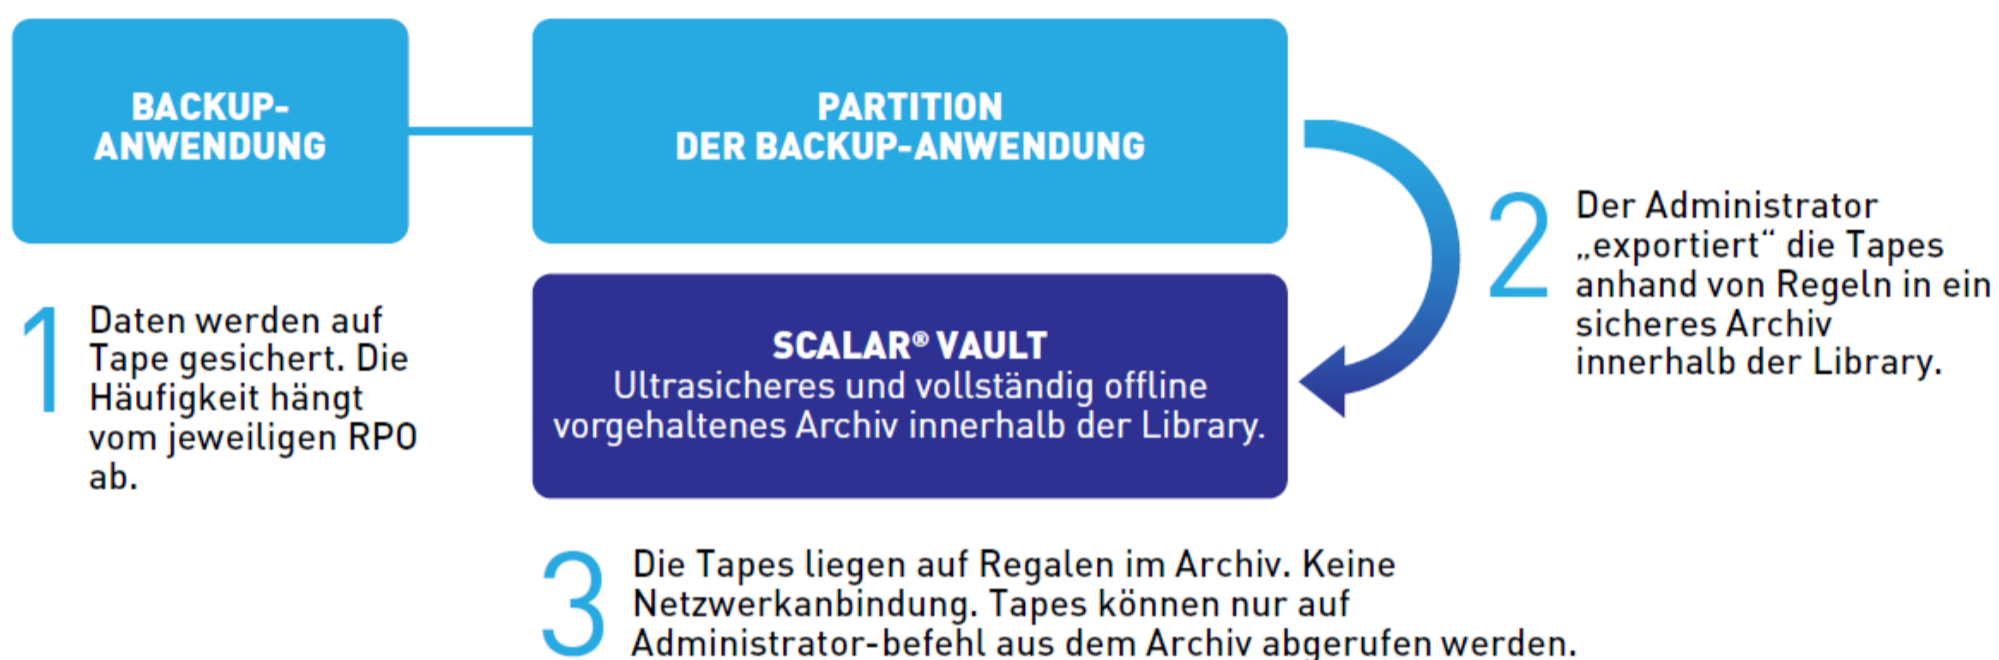 BACKUP-
ANWENDUNG
PARTITION
DER BACKUP-ANWENDUNG
1
Daten werden auf
Tape gesichert. Die
Häufigkeit hängt
vom jeweiligen RPO
ab.
2
Der Administrator
„exportiert“ die Tapes
anhand von Regeln in ein
sicheres Archiv
innerhalb der Library.
SCALAR® VAULT
Ultrasicheres und vollständig offline
vorgehaltenes Archiv innerhalb der Library.
3
Die Tapes liegen auf Regalen im Archiv. Keine
Netzwerkanbindung. Tapes können nur auf
Administrator-befehl aus dem Archiv abgerufen werden.